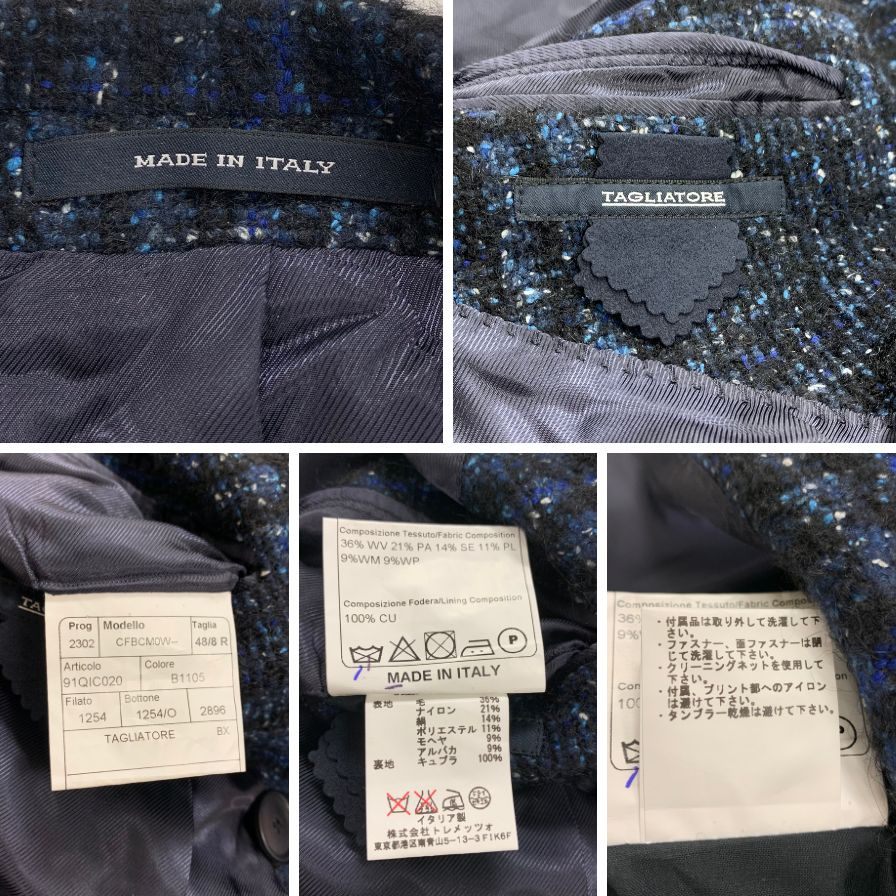 MADE IN ITALY
TAGLIATORE
Prog Modello Taglia
2302 CFBCM0W-- 48/8 R
Articolo Colore
91QIC020 B1105
Filato Bottone
1254 1254/O 2896
TAGLIATORE BX
Composizione Tessuto/Fabric Composition
36% WV 21% PA 14% SE 11% PL
9%WM 9%WP
Composizione Fodera/Lining Composition
100% CU
P
MADE IN ITALY
表地 毛 36%
ナイロン 21%
絹 14%
ポリエステル 11%
モヘヤ 9%
アルパカ 9%
裏地 キュプラ 100%
イタリア製
株式会社トレメッツォ
東京都区南青山5-13-3 F1K6F
Composizione Tessuto/Fabric Compos
36%
9%
Con
100
・付属品は取り外して洗濯して下
さい。
・ファスナー、面ファスナーは閉
じて洗濯して下さい。
・クリーニングネットを使用して
下さい。
・付属、プリント部へのアイロン
は避けて下さい。
・タンブラー乾燥は避けて下さい。